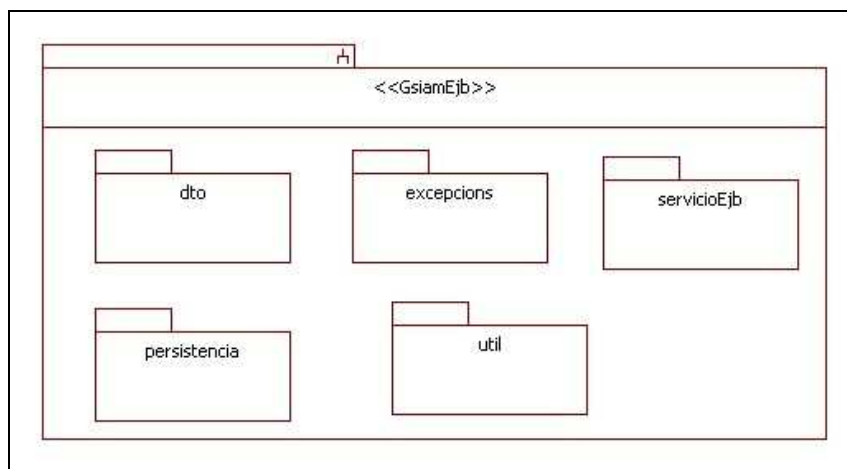 <<GsiamEjb>>
dto
excepcions
servicioEjb
persistencia
util